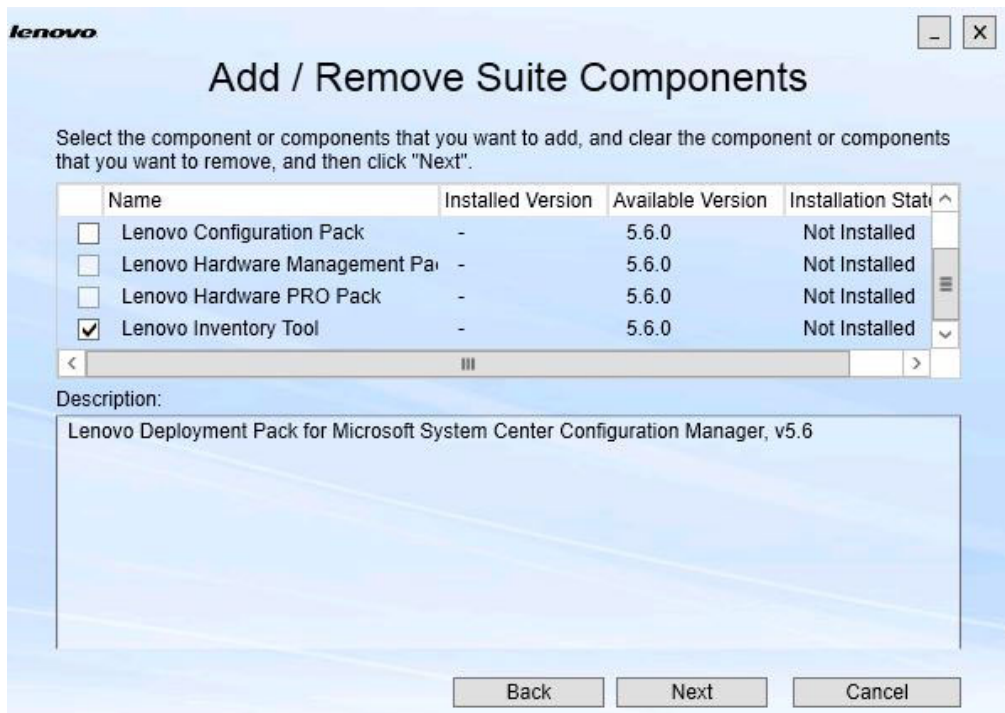 lenovo
_ X
Add / Remove Suite Components
Select the component or components that you want to add, and clear the component or components
that you want to remove, and then click "Next".
Name Installed Version Available Version Installation State
Lenovo Configuration Pack - 5.6.0 Not Installed
Lenovo Hardware Management Pa - 5.6.0 Not Installed
Lenovo Hardware PRO Pack - 5.6.0 Not Installed
Lenovo Inventory Tool - 5.6.0 Not Installed
Description:
Lenovo Deployment Pack for Microsoft System Center Configuration Manager, v5.6
Back Next Cancel